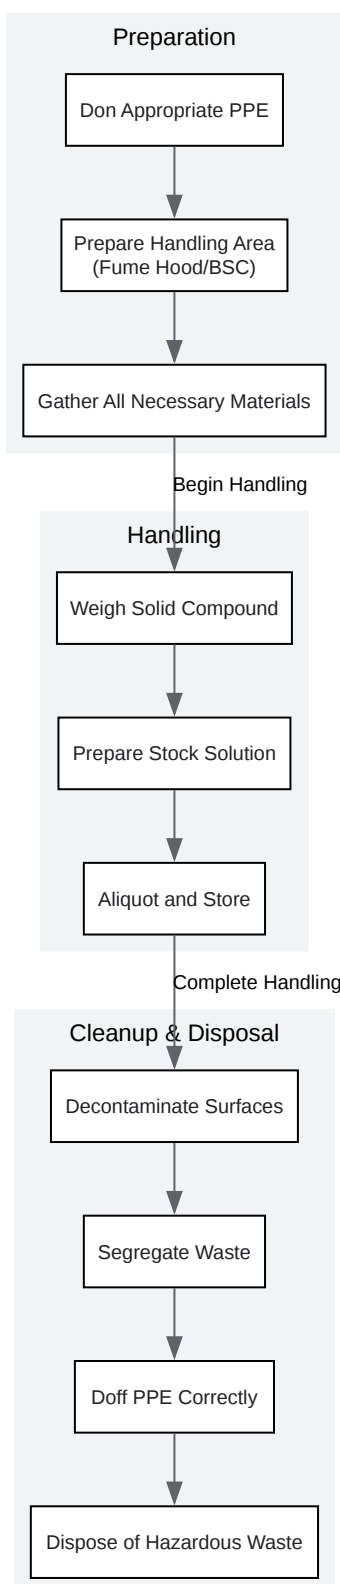 Preparation
Don Appropriate PPE
Prepare Handling Area
(Fume Hood/BSC)
Gather All Necessary Materials
Begin Handling
Handling
Weigh Solid Compound
Prepare Stock Solution
Aliquot and Store
Complete Handling
Cleanup & Disposal
Decontaminate Surfaces
Segregate Waste
Doff PPE Correctly
Dispose of Hazardous Waste